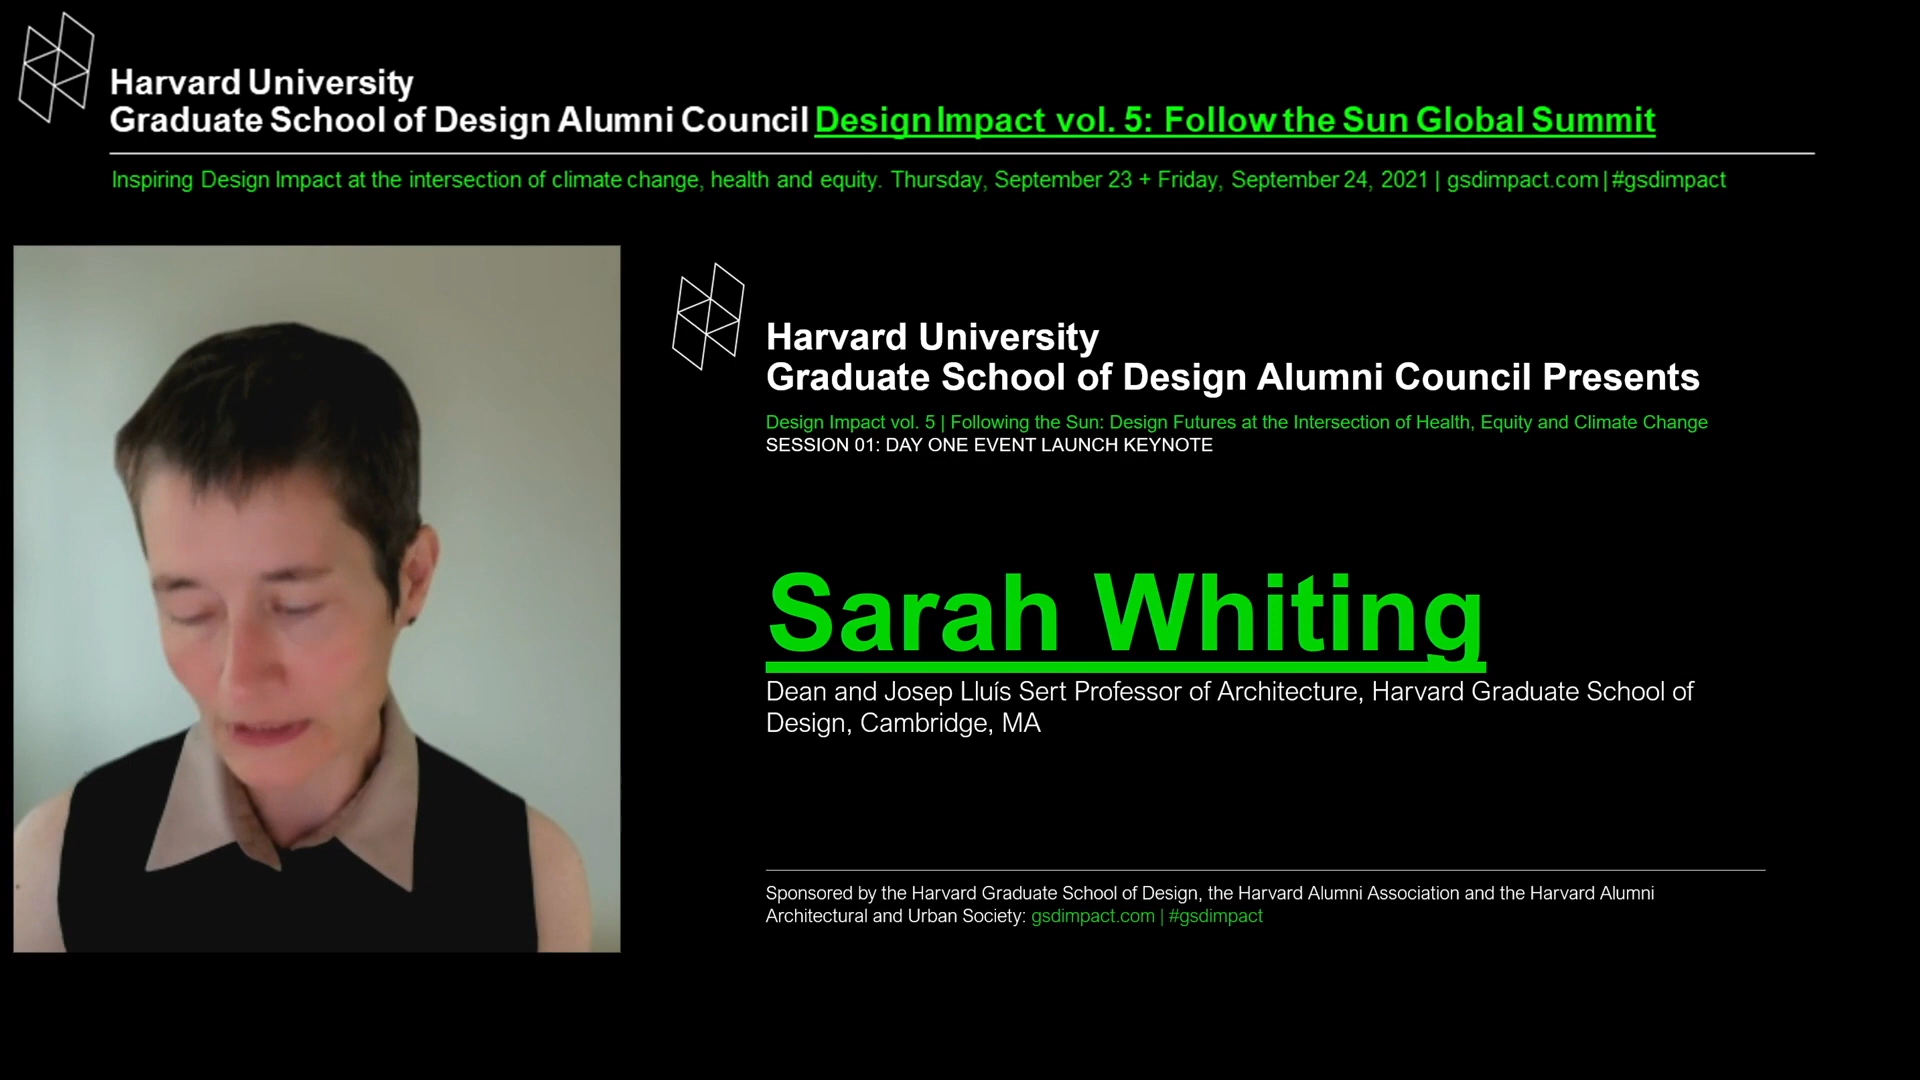 Harvard University
Graduate School of Design Alumni Council Design Impact vol. 5: Follow the Sun Global Summit
Inspiring Design Impact at the intersection of climate change, health and equity. Thursday, September 23 + Friday, September 24, 2021 | gsdimpact.com | #gsdimpact
Harvard University
Graduate School of Design Alumni Council Presents
Design Impact vol. 5 | Following the Sun: Design Futures at the Intersection of Health, Equity and Climate Change
SESSION 01: DAY ONE EVENT LAUNCH KEYNOTE
Sarah Whiting
Dean and Josep Lluís Sert Professor of Architecture, Harvard Graduate School of
Design, Cambridge, MA
Sponsored by the Harvard Graduate School of Design, the Harvard Alumni Association and the Harvard Alumni
Architectural and Urban Society: gsdimpact.com | #gsdimpact